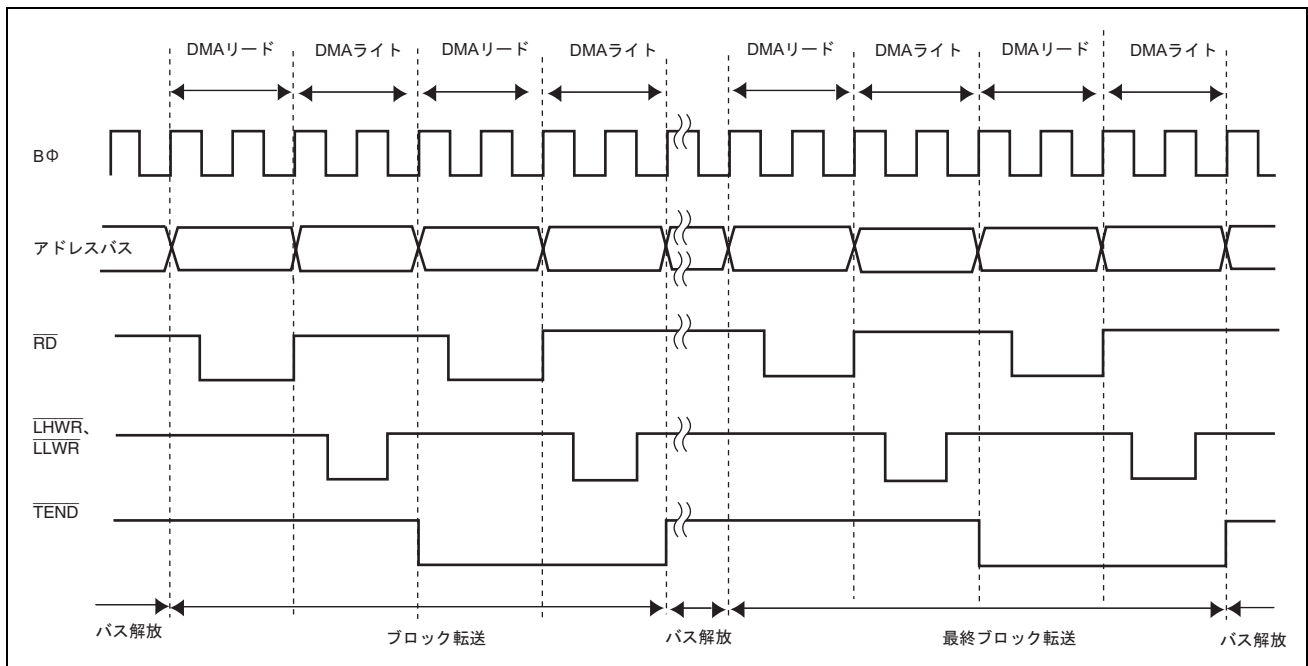 DMAリード DMAライト DMAリード DMAライト DMAリード DMAライト DMAリード DMAライト
BΦ
アドレスバス
RD
LHWR、
LLWR
TEND
バス解放 ブロック転送 バス解放 最終ブロック転送 バス解放